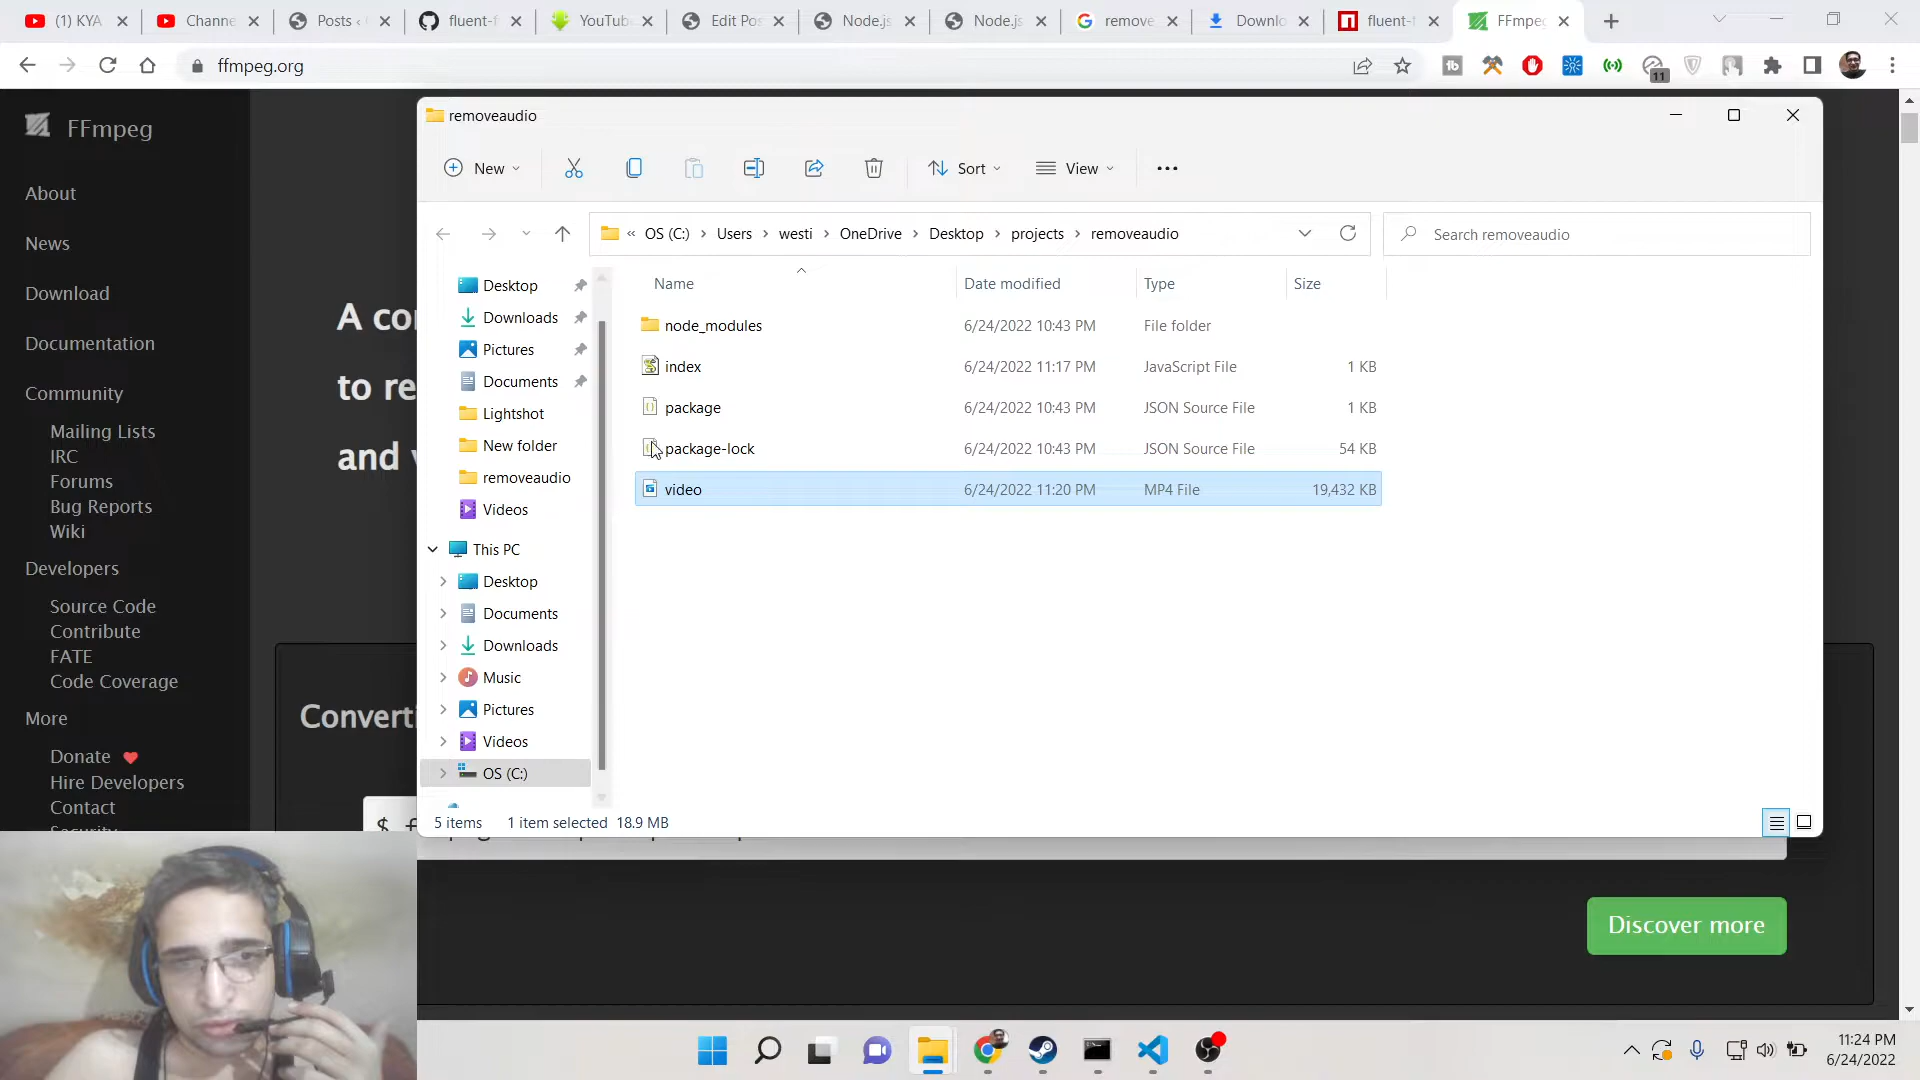 (1) KYA
Channe
Posts ‹
fluent-f
YouTub
Edit Po
Node.js
Node.js
remove
Downlo
fluent-f
FFmpe
ffmpeg.org
11
FFmpeg
About
News
Download
Documentation
Community
Mailing Lists
IRC
Forums
Bug Reports
Wiki
Developers
Source Code
Contribute
FATE
Code Coverage
More
Donate
Hire Developers
Contact
A co
to re
and
Converti
$ f
Discover more
removeaudio
New
Sort
View
« OS (C:) › Users › westi › OneDrive › Desktop › projects › removeaudio
Search removeaudio
Desktop
Downloads
Pictures
Documents
Lightshot
New folder
removeaudio
Videos
This PC
Desktop
Documents
Downloads
Music
Pictures
Videos
OS (C:)
Name Date modified Type Size
node_modules 6/24/2022 10:43 PM File folder
index 6/24/2022 11:17 PM JavaScript File 1 KB
package 6/24/2022 10:43 PM JSON Source File 1 KB
package-lock 6/24/2022 10:43 PM JSON Source File 54 KB
video 6/24/2022 11:20 PM MP4 File 19,432 KB
5 items 1 item selected 18.9 MB
11:24 PM
6/24/2022